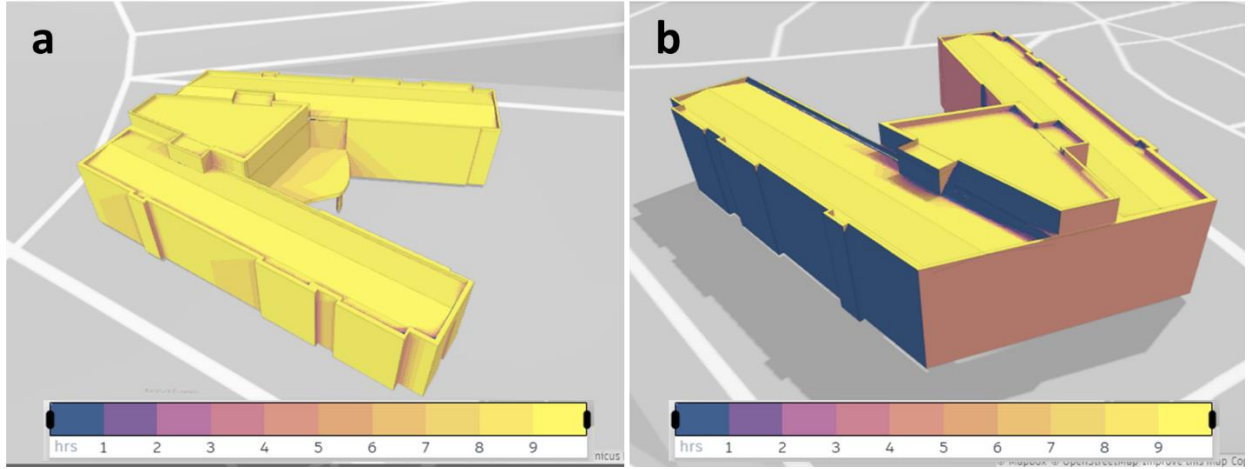 a
b
hrs 1 2 3 4 5 6 7 8 9
nicus
hrs 1 2 3 4 5 6 7 8 9
© Mapbox © OpenStreetMap Improve this map Cop